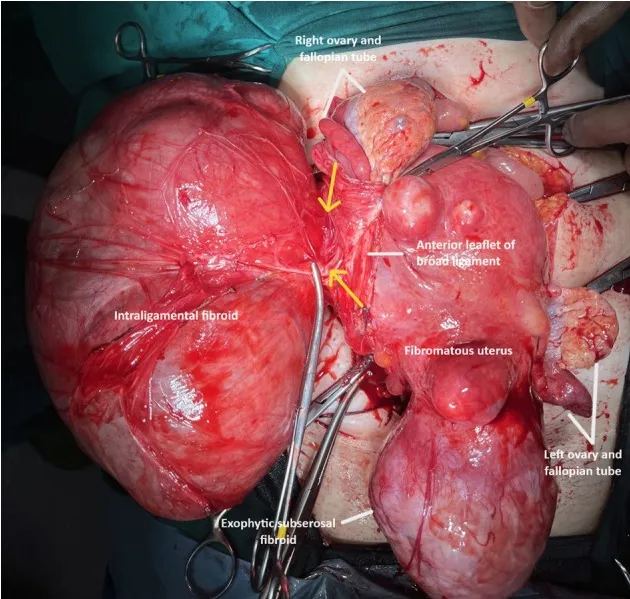 Right ovary and
fallopian tube
Anterior leaflet of
broad ligament
Intraligamental fibroid
Fibromatous uterus
Left ovary and
fallopian tube
Exophytic subserosal
fibroid